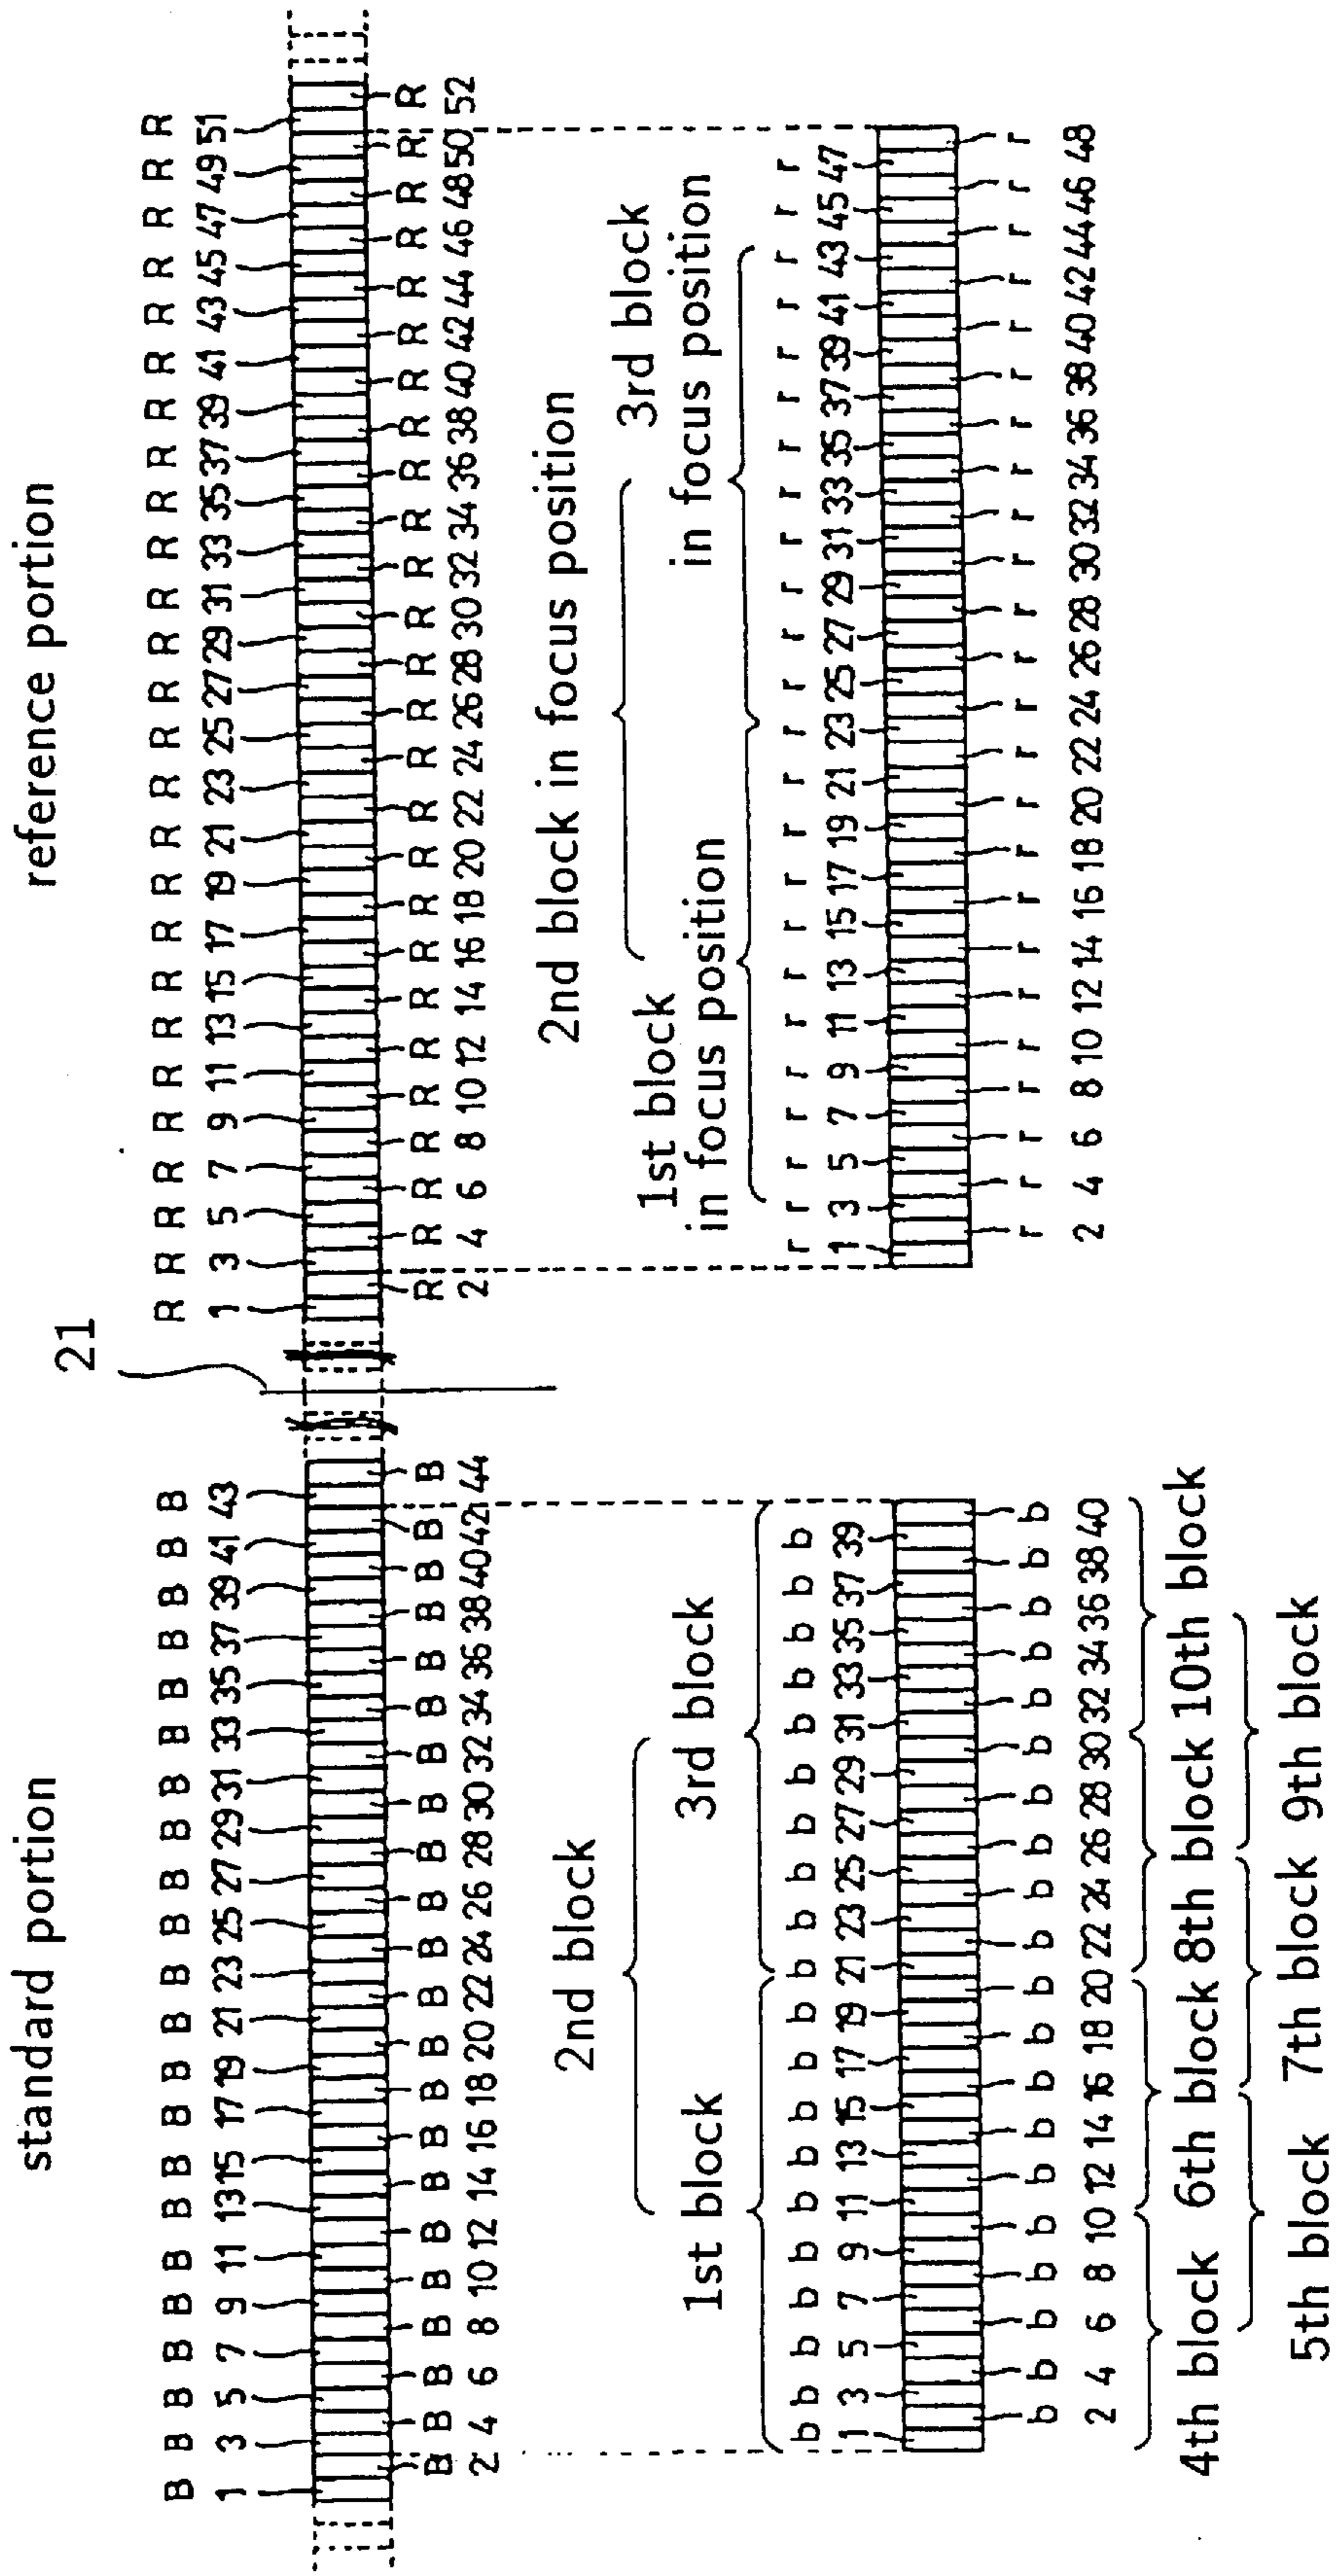 standard portion
B B B B B B B B B B B B B B B B B B B B B B
1 3 5 7 9 11 13 15 17 19 21 23 25 27 29 31 33 35 37 39 41 43
B B B B B B B B B B B B B B B B B B B B B B
2 4 6 8 10 12 14 16 18 20 22 24 26 28 30 32 34 36 38 40 42 44
2nd block
1st block 3rd block
b b b b b b b b b b b b b b b b b b b b
1 3 5 7 9 11 13 15 17 19 21 23 25 27 29 31 33 35 37 39
b b b b b b b b b b b b b b b b b b b b
2 4 6 8 10 12 14 16 18 20 22 24 26 28 30 32 34 36 38 40
4th block 6th block 8th block 10th block
5th block 7th block 9th block
21
reference portion
R R R R R R R R R R R R R R R R R R R R R R R R R R
1 3 5 7 9 11 13 15 17 19 21 23 25 27 29 31 33 35 37 39 41 43 45 47 49 51
R R R R R R R R R R R R R R R R R R R R R R R R R R
2 4 6 8 10 12 14 16 18 20 22 24 26 28 30 32 34 36 38 40 42 44 46 48 50 52
2nd block in focus position
1st block
in focus position
3rd block
in focus position
r r r r r r r r r r r r r r r r r r r r r r r r
1 3 5 7 9 11 13 15 17 19 21 23 25 27 29 31 33 35 37 39 41 43 45 47
r r r r r r r r r r r r r r r r r r r r r r r r
2 4 6 8 10 12 14 16 18 20 22 24 26 28 30 32 34 36 38 40 42 44 46 48